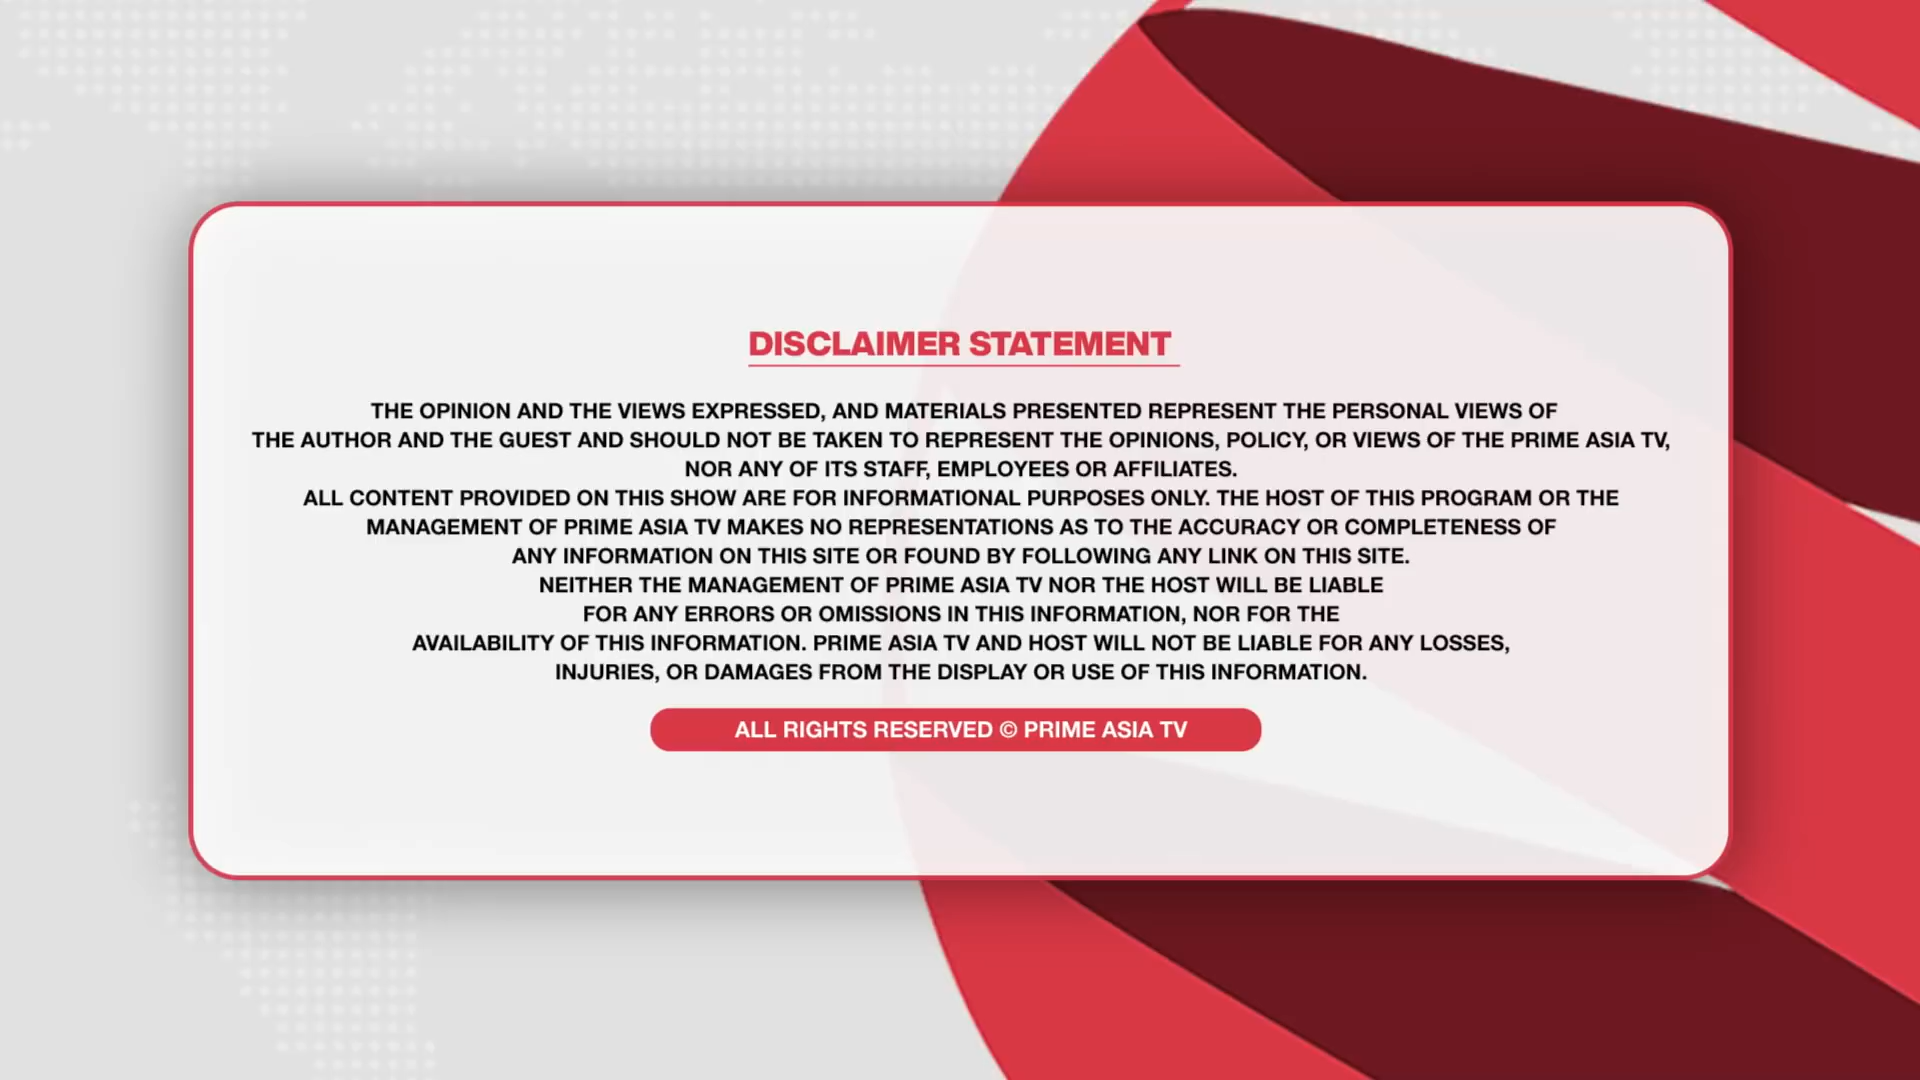 DISCLAIMER STATEMENT
THE OPINION AND THE VIEWS EXPRESSED, AND MATERIALS PRESENTED REPRESENT THE PERSONAL VIEWS OF
THE AUTHOR AND THE GUEST AND SHOULD NOT BE TAKEN TO REPRESENT THE OPINIONS, POLICY, OR VIEWS OF THE PRIME ASIA TV,
NOR ANY OF ITS STAFF, EMPLOYEES OR AFFILIATES.
ALL CONTENT PROVIDED ON THIS SHOW ARE FOR INFORMATIONAL PURPOSES ONLY. THE HOST OF THIS PROGRAM OR THE
MANAGEMENT OF PRIME ASIA TV MAKES NO REPRESENTATIONS AS TO THE ACCURACY OR COMPLETENESS OF
ANY INFORMATION ON THIS SITE OR FOUND BY FOLLOWING ANY LINK ON THIS SITE.
NEITHER THE MANAGEMENT OF PRIME ASIA TV NOR THE HOST WILL BE LIABLE
FOR ANY ERRORS OR OMISSIONS IN THIS INFORMATION, NOR FOR THE
AVAILABILITY OF THIS INFORMATION. PRIME ASIA TV AND HOST WILL NOT BE LIABLE FOR ANY LOSSES,
INJURIES, OR DAMAGES FROM THE DISPLAY OR USE OF THIS INFORMATION.
ALL RIGHTS RESERVED © PRIME ASIA TV